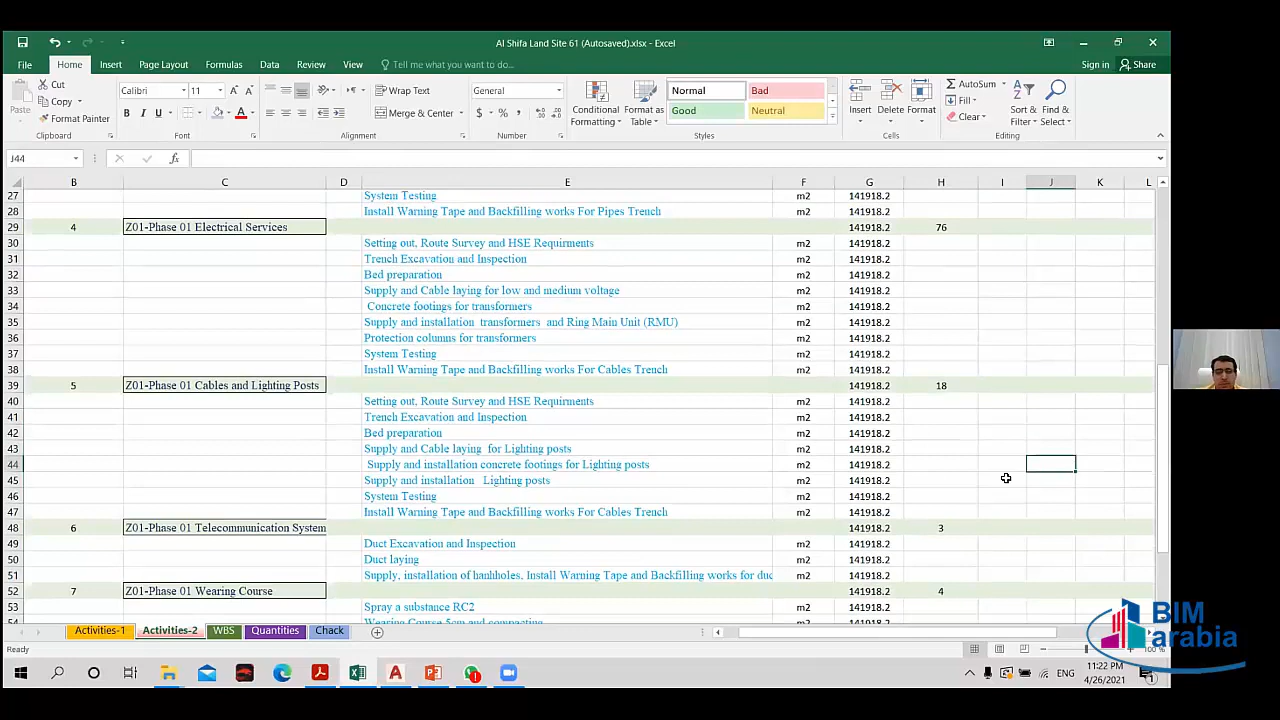 Al Shifa Land Site 61 (Autosaved).xlsx - Excel
File Home Insert Page Layout Formulas Data Review View Tell me what you want to do... Sign in Share
Cut
Copy
Format Painter
Paste
Clipboard
Calibri 11
Font
Wrap Text
Merge & Center
Alignment
General
Number
Conditional Formatting
Format as Table
Normal Bad
Good Neutral
Styles
Insert Delete Format
Cells
AutoSum
Fill
Clear
Sort & Filter
Find & Select
Editing
J44
B C D E F G H I J K L
27 System Testing m2 141918.2
28 Install Warning Tape and Backfilling works For Pipes Trench m2 141918.2
29 4 Z01-Phase 01 Electrical Services 141918.2 76
30 Setting out, Route Survey and HSE Requirments m2 141918.2
31 Trench Excavation and Inspection m2 141918.2
32 Bed preparation m2 141918.2
33 Supply and Cable laying for low and medium voltage m2 141918.2
34 Concrete footings for transformers m2 141918.2
35 Supply and installation transformers and Ring Main Unit (RMU) m2 141918.2
36 Protection columns for transformers m2 141918.2
37 System Testing m2 141918.2
38 Install Warning Tape and Backfilling works For Cables Trench m2 141918.2
39 5 Z01-Phase 01 Cables and Lighting Posts 141918.2 18
40 Setting out, Route Survey and HSE Requirments m2 141918.2
41 Trench Excavation and Inspection m2 141918.2
42 Bed preparation m2 141918.2
43 Supply and Cable laying for Lighting posts m2 141918.2
44 Supply and installation concrete footings for Lighting posts m2 141918.2
45 Supply and installation Lighting posts m2 141918.2
46 System Testing m2 141918.2
47 Install Warning Tape and Backfilling works For Cables Trench m2 141918.2
48 6 Z01-Phase 01 Telecommunication System 141918.2 3
49 Duct Excavation and Inspection m2 141918.2
50 Duct laying m2 141918.2
51 Supply, installation of hanhholes, Install Warning Tape and Backfilling works for duc m2 141918.2
52 7 Z01-Phase 01 Wearing Course 141918.2 4
53 Spray a substance RC2 m2 141918.2
Wearing Course 5cm and compacting
Activities-1 Activities-2 WBS Quantities Chack
Ready
100 %
BIM
arabia
ENG
11:22 PM
4/26/2021